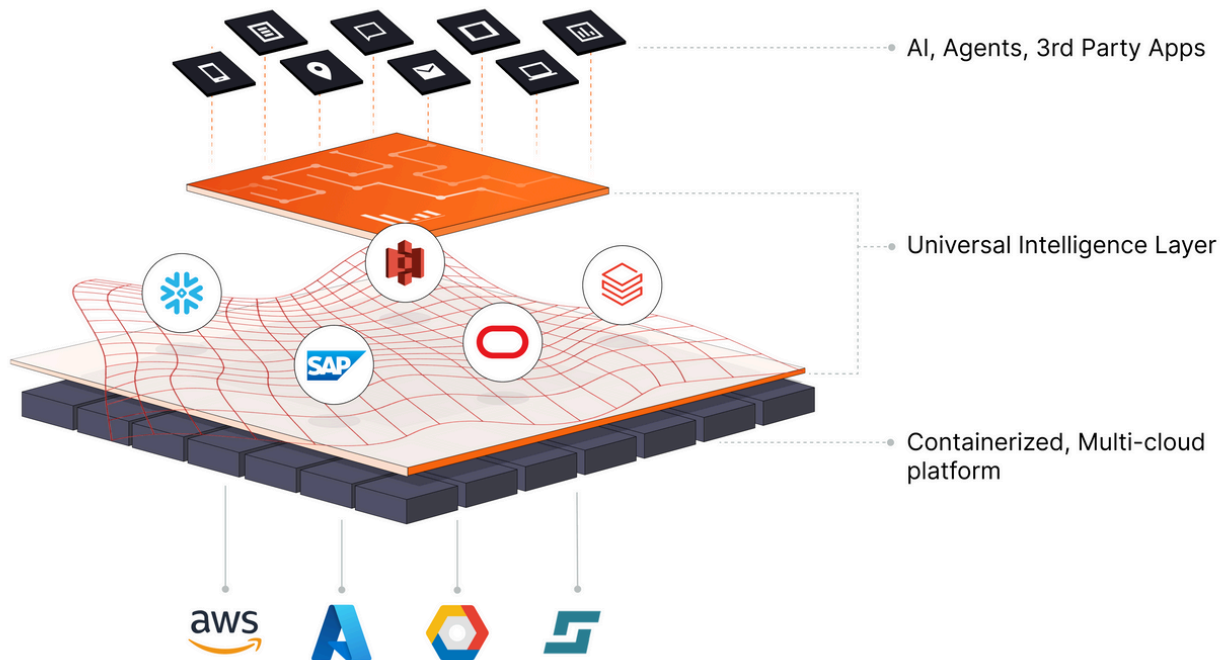 AI, Agents, 3rd Party Apps
Universal Intelligence Layer
SAP
Containerized, Multi-cloud
platform
aws